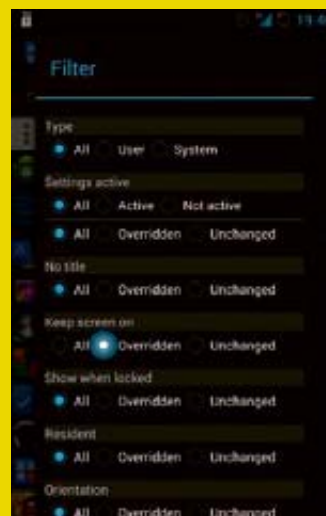 Filter
Type
All User System
Settings active
All Active Not active
All Overridden Unchanged
No title
All Overridden Unchanged
Keep screen on
All Overridden Unchanged
Show when locked
All Overridden Unchanged
Resident
All Overridden Unchanged
Orientation
All Overridden Unchanged